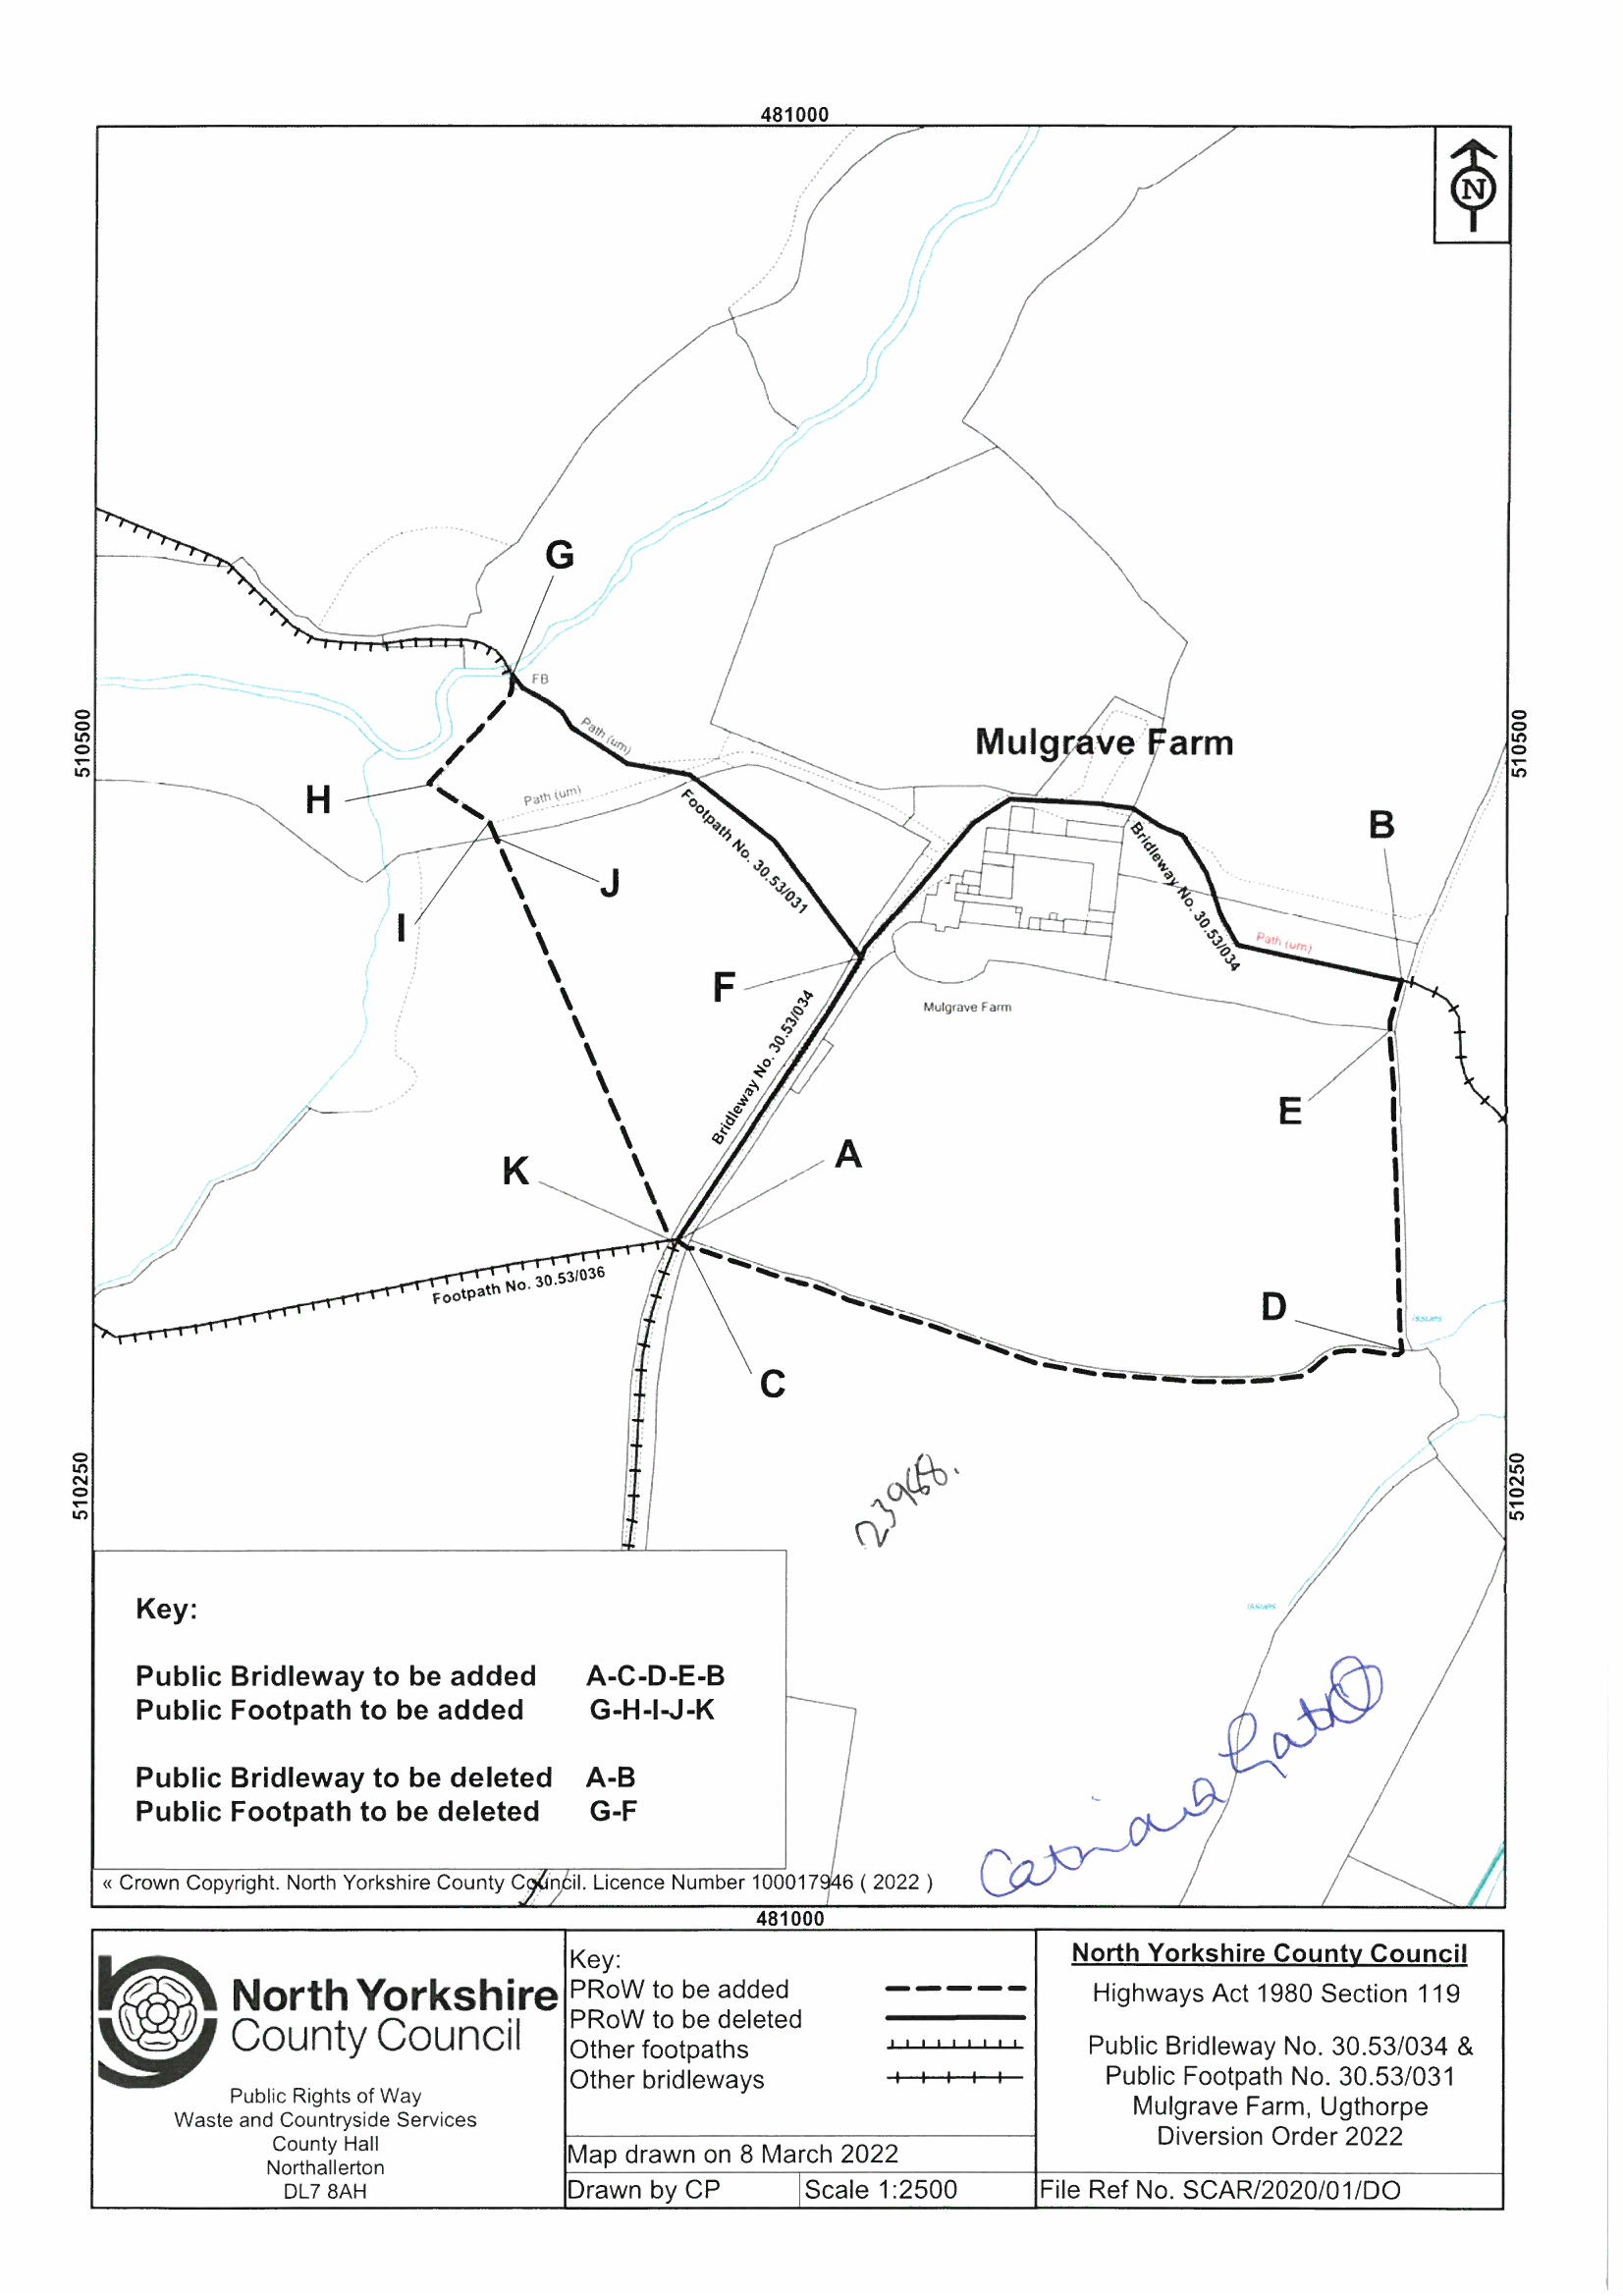 481000
N
G
FB
Path (um)
510500
510500
Mulgrave Farm
H
Path (um)
Footpath No. 30.53/031
Bridleway No. 30.53/034
B
J
I
Path (um)
F
Mulgrave Farm
Bridleway No. 30.53/034
E
K
A
Footpath No. 30.53/036
D
issues
C
510250
510250
23988.
issues
Key:
Public Bridleway to be added A-C-D-E-B
Public Footpath to be added G-H-I-J-K
Public Bridleway to be deleted A-B
Public Footpath to be deleted G-F
« Crown Copyright. North Yorkshire County Council. Licence Number 100017946 ( 2022 )
481000
North Yorkshire
County Council
Public Rights of Way
Waste and Countryside Services
County Hall
Northallerton
DL7 8AH
Key:
PRoW to be added
PRoW to be deleted
Other footpaths
Other bridleways
Map drawn on 8 March 2022
Drawn by CP
Scale 1:2500
North Yorkshire County Council
Highways Act 1980 Section 119
Public Bridleway No. 30.53/034 &
Public Footpath No. 30.53/031
Mulgrave Farm, Ugthorpe
Diversion Order 2022
File Ref No. SCAR/2020/01/DO